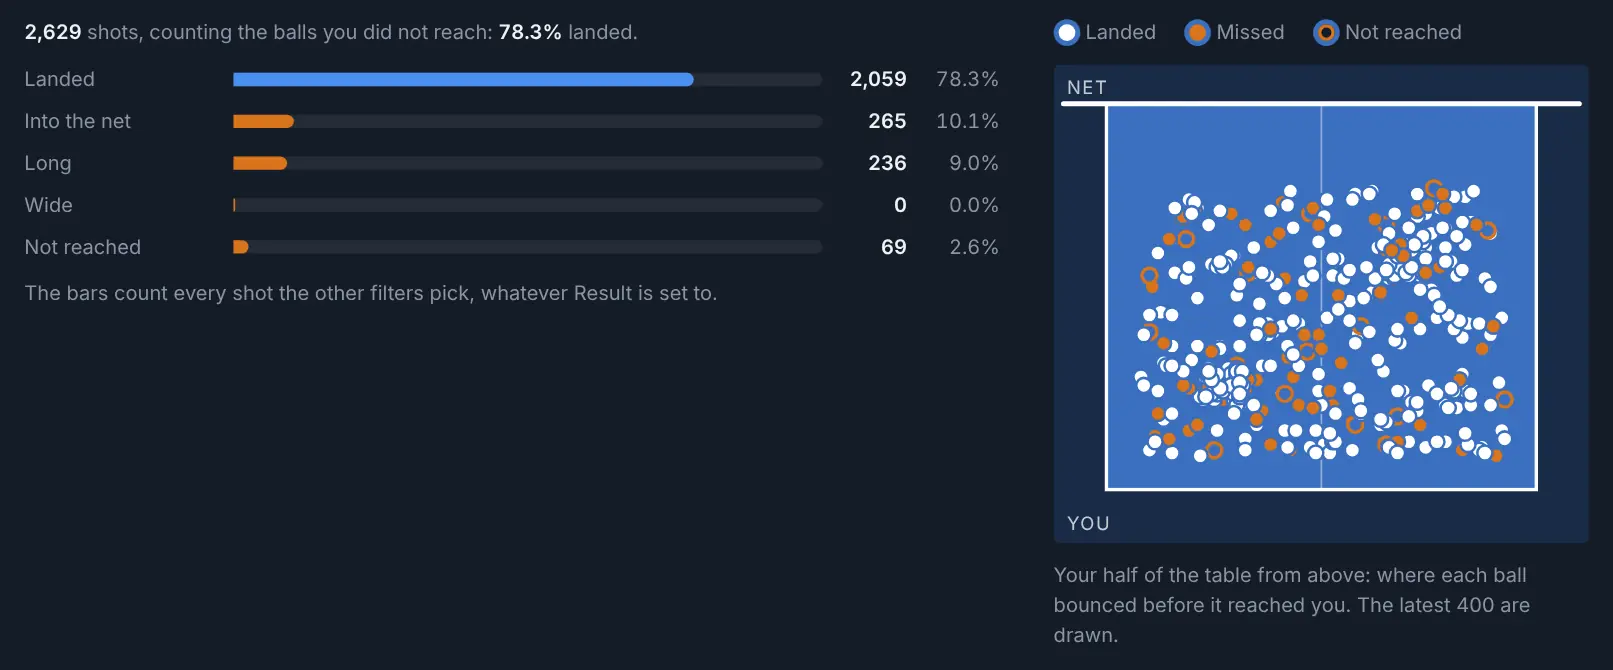 2,629 shots, counting the balls you did not reach: 78.3% landed.
Landed 2,059 78.3%
Into the net 265 10.1%
Long 236 9.0%
Wide 0 0.0%
Not reached 69 2.6%
The bars count every shot the other filters pick, whatever Result is set to.
Landed Missed Not reached
NET
YOU
Your half of the table from above: where each ball
bounced before it reached you. The latest 400 are
drawn.